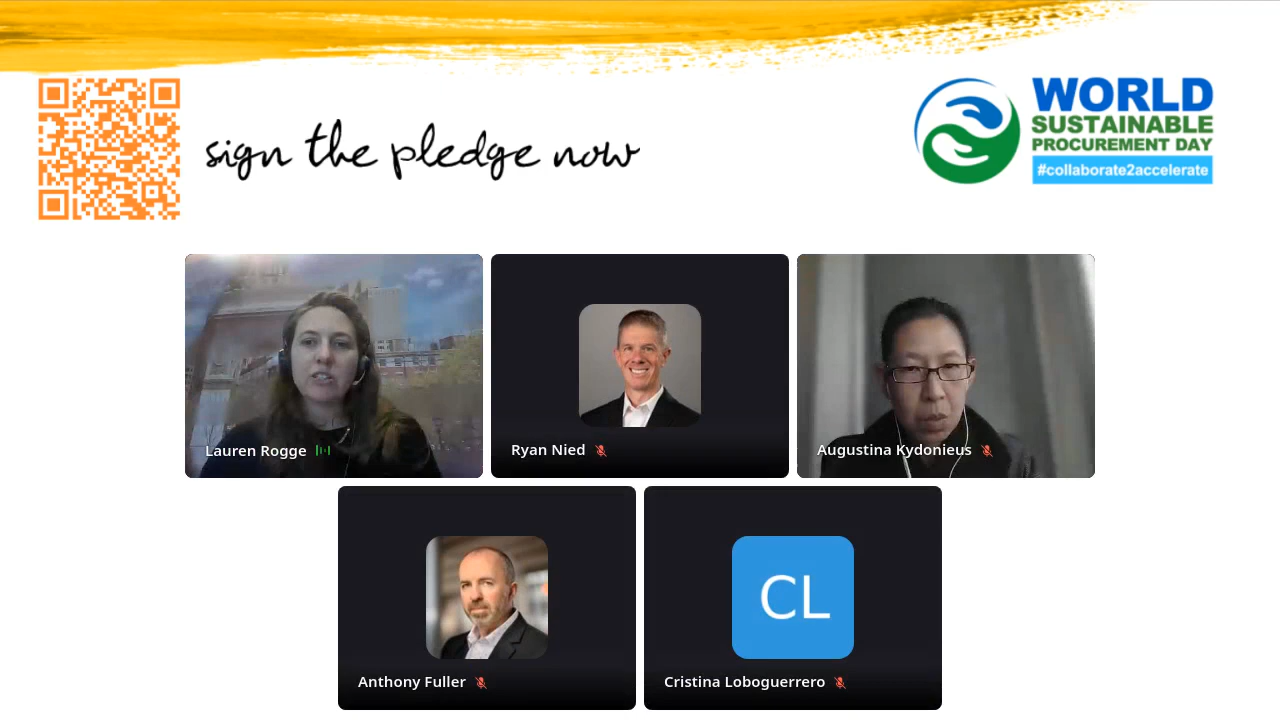 sign the pledge now
WORLD
SUSTAINABLE
PROCUREMENT DAY
#collaborate2accelerate
Lauren Rogge
Ryan Nied
Augustina Kydonieus
CL
Anthony Fuller
Cristina Loboguerrero